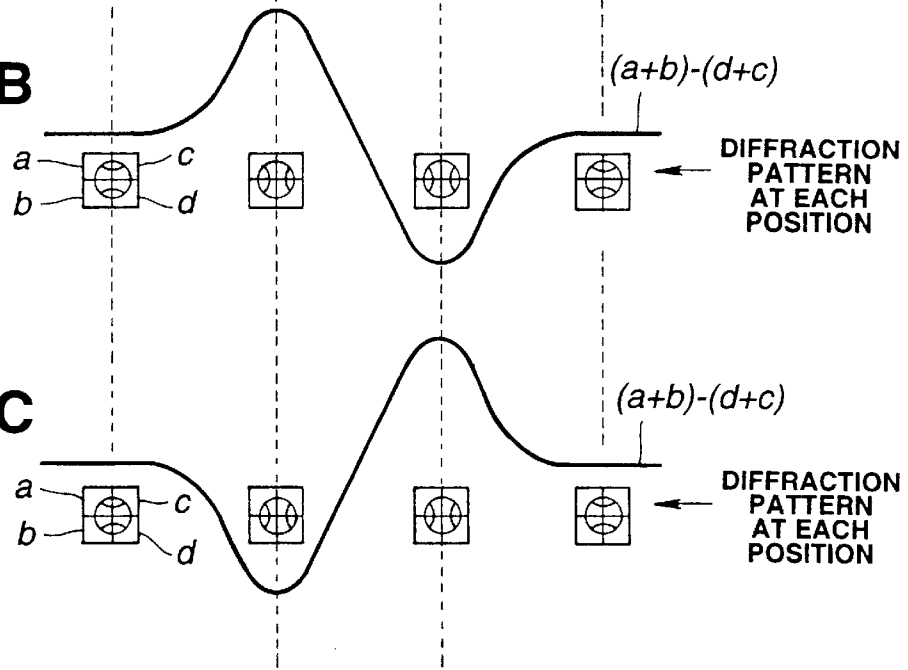 B
(a+b)-(d+c)
a
c
b
d
DIFFRACTION
PATTERN
AT EACH
POSITION
C
(a+b)-(d+c)
a
c
b
d
DIFFRACTION
PATTERN
AT EACH
POSITION